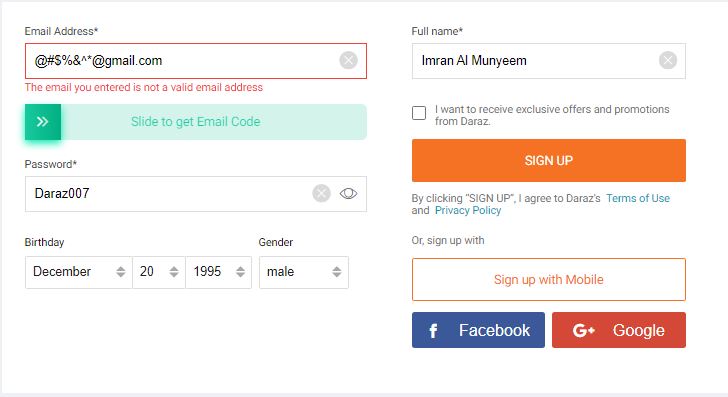 Email Address*
@#$%&^*@gmail.com
The email you entered is not a valid email address
Slide to get Email Code
Password*
Daraz007
Birthday
Gender
December 20 1995 male
Full name*
Imran Al Munyeem
I want to receive exclusive offers and promotions
from Daraz.
SIGN UP
By clicking "SIGN UP", I agree to Daraz's Terms of Use
and Privacy Policy
Or, sign up with
Sign up with Mobile
f Facebook
G+ Google